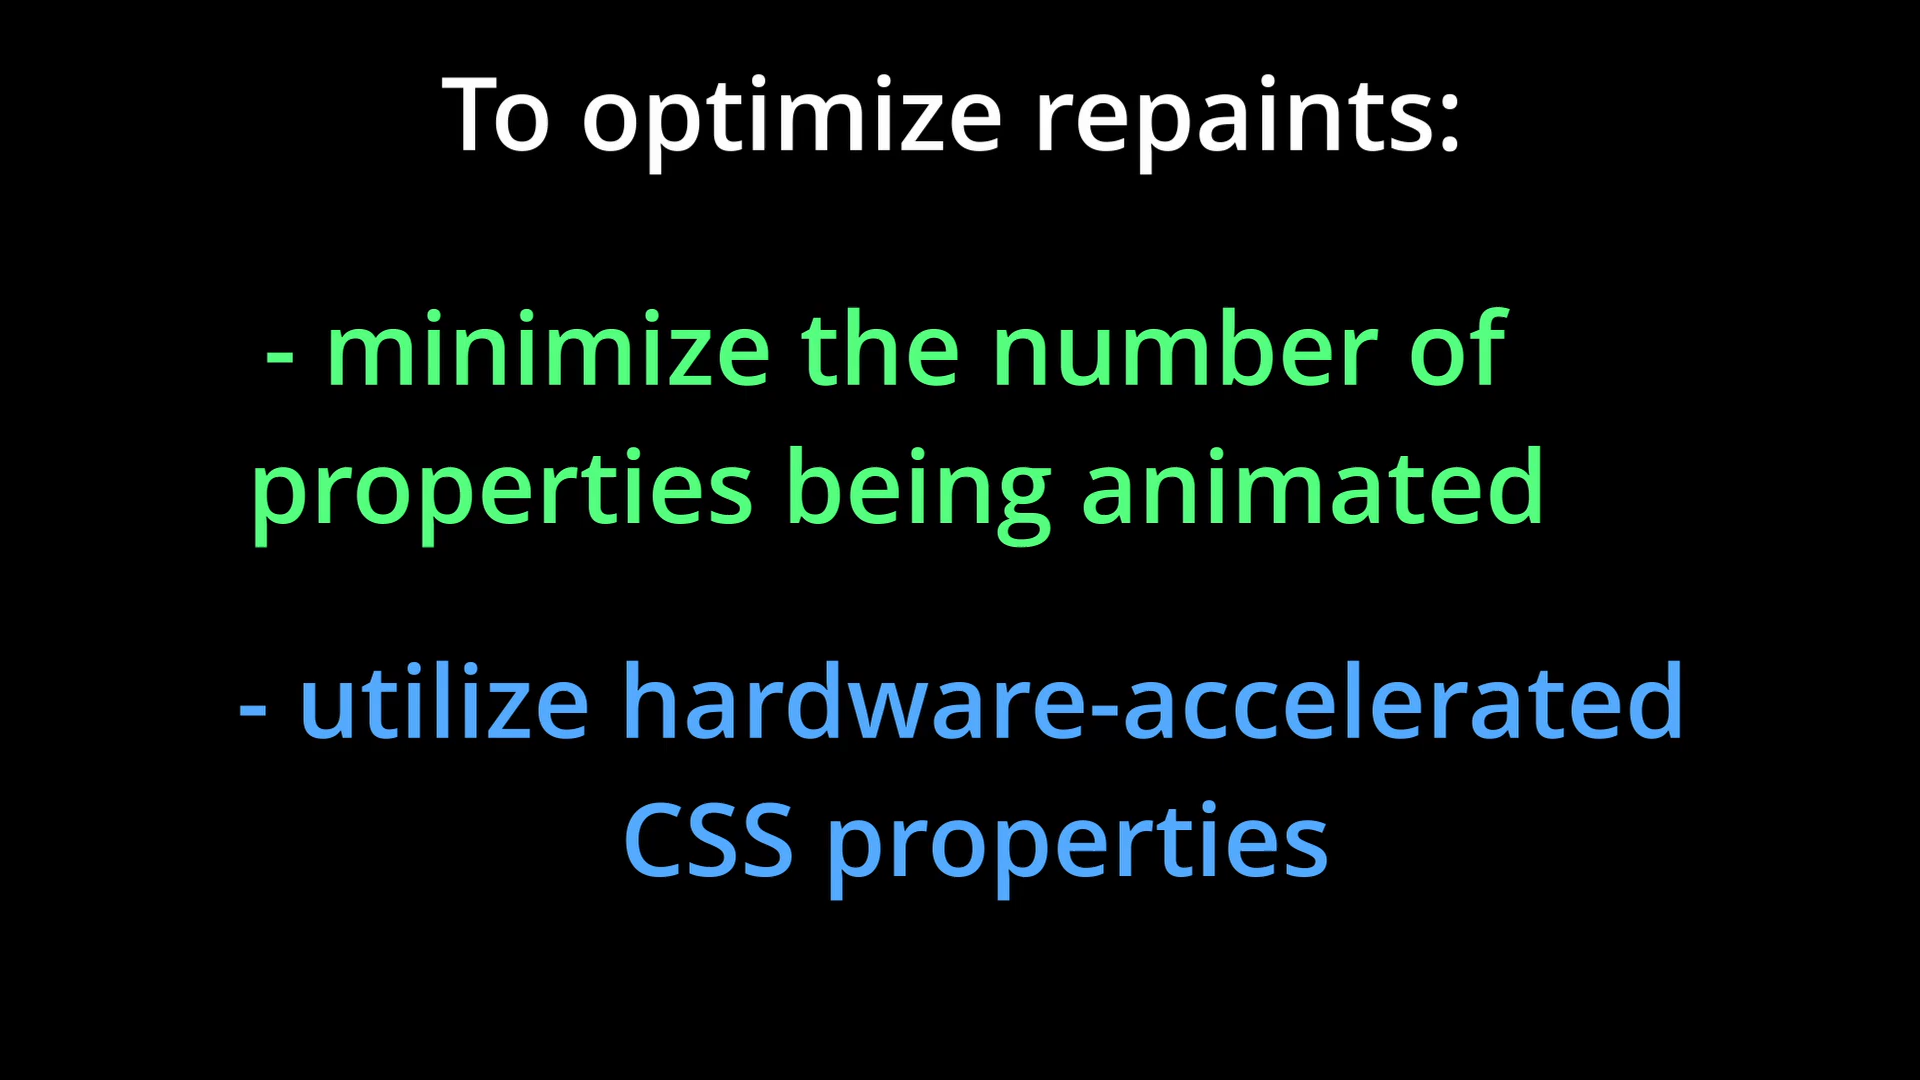 To optimize repaints:
- minimize the number of
properties being animated
- utilize hardware-accelerated
CSS properties